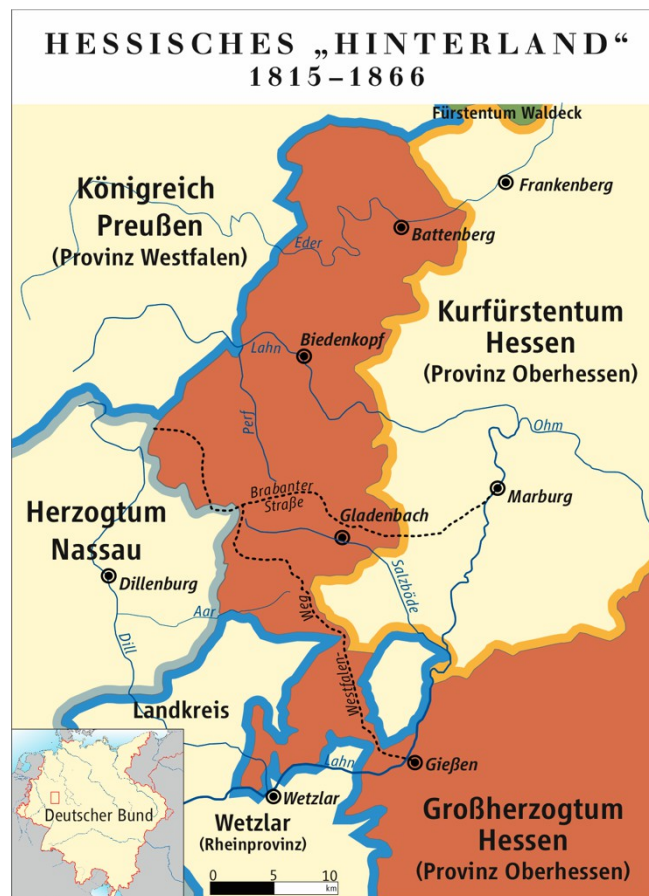 HESSISCHES „HINTERLAND“
1815–1866
Fürstentum Waldeck
Frankenberg
Königreich
Preußen
(Provinz Westfalen)
Battenberg
Eder
Kurfürstentum
Hessen
(Provinz Oberhessen)
Biedenkopf
Lahn
Perf
Ohm
Brabanter
Straße
Marburg
Gladenbach
Herzogtum
Nassau
Dillenburg
Salzböde
Aar
Weg
Dill
Westfalen-
Landkreis
Lahn
Gießen
Deutscher Bund
Wetzlar
Wetzlar
(Rheinprovinz)
Großherzogtum
Hessen
(Provinz Oberhessen)
0 5 10
km